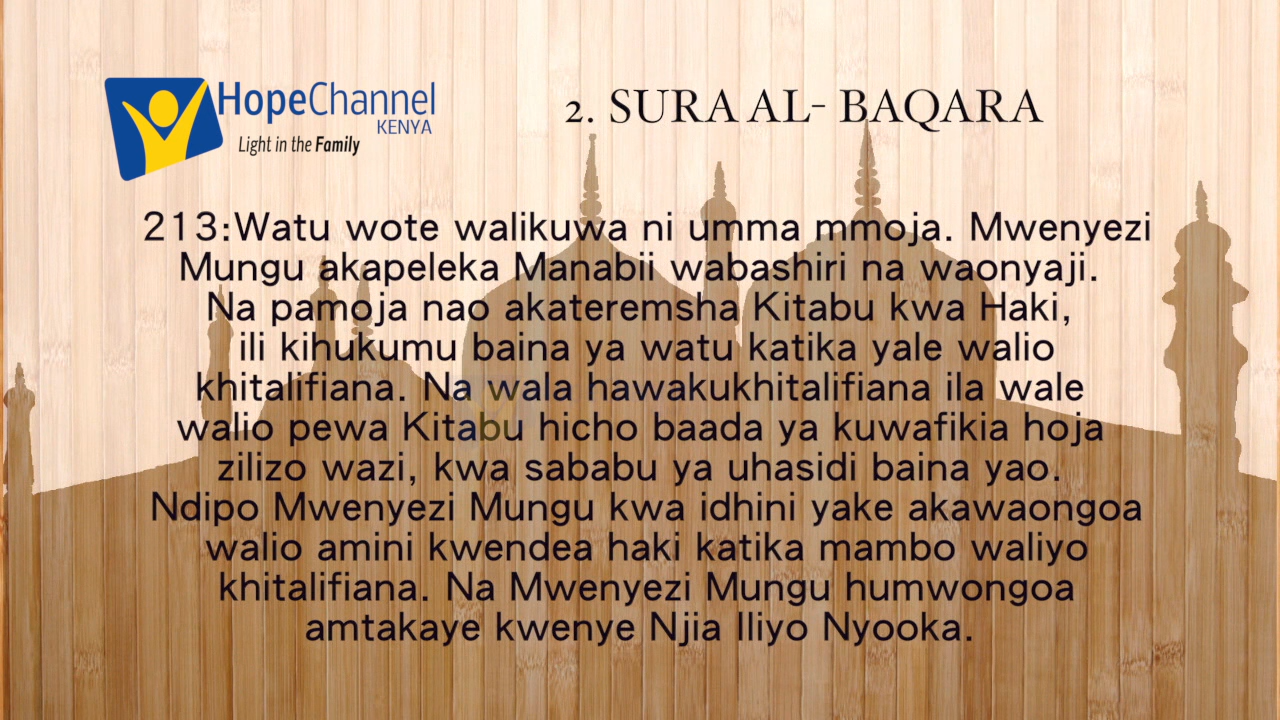 HopeChannel
KENYA
Light in the Family
2. SURA AL- BAQARA
213:Watu wote walikuwa ni umma mmoja. Mwenyezi
Mungu akapeleka Manabii wabashiri na waonyaji.
Na pamoja nao akateremsha Kitabu kwa Haki,
ili kihukumu baina ya watu katika yale walio
khitalifiana. Na wala hawakukhitalifiana ila wale
walio pewa Kitabu hicho baada ya kuwafikia hoja
zilizo wazi, kwa sababu ya uhasidi baina yao.
Ndipo Mwenyezi Mungu kwa idhini yake akawaongoa
walio amini kwendea haki katika mambo waliyo
khitalifiana. Na Mwenyezi Mungu humwongoa
amtakaye kwenye Njia Iliyo Nyooka.